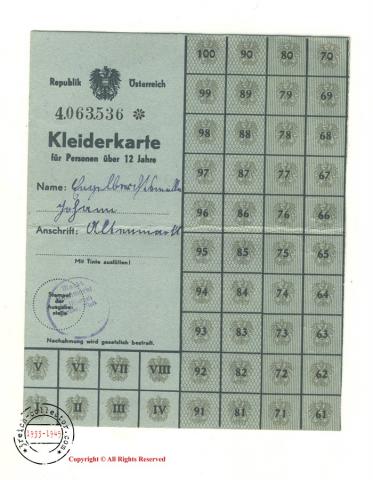 Republik Österreich
4.063536 *
Kleiderkarte
für Personen über 12 Jahre
Name:
Johann
Anschrift: Altenmarkt
Mit Tinte ausfüllen!
Stempel
der
Ausgabe-
stelle
Nachahmung wird gesetzlich bestraft.
100 90 80 70
99 89 79 69
98 88 78 68
97 87 77 67
96 86 76 66
95 85 75 65
94 84 74 64
93 83 73 63
V VI VII VIII 92 82 72 62
I II III IV 91 81 71 61
1933-1945
Copyright © All Rights Reserved